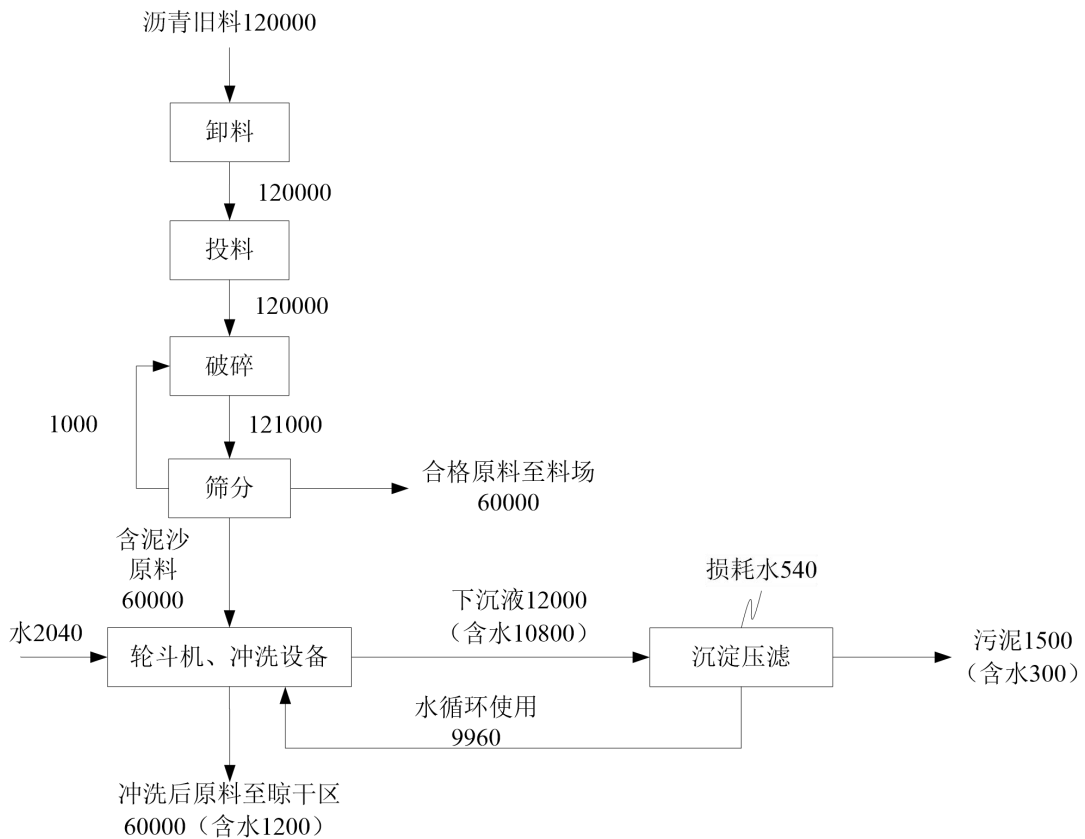 沥青旧料120000
卸料
120000
投料
120000
破碎
1000
121000
筛分
合格原料至料场
60000
含泥沙
原料
60000
损耗水540
水2040
轮斗机、冲洗设备
下沉液12000
（含水10800）
沉淀压滤
污泥1500
（含水300）
水循环使用
9960
冲洗后原料至晾干区
60000（含水1200）